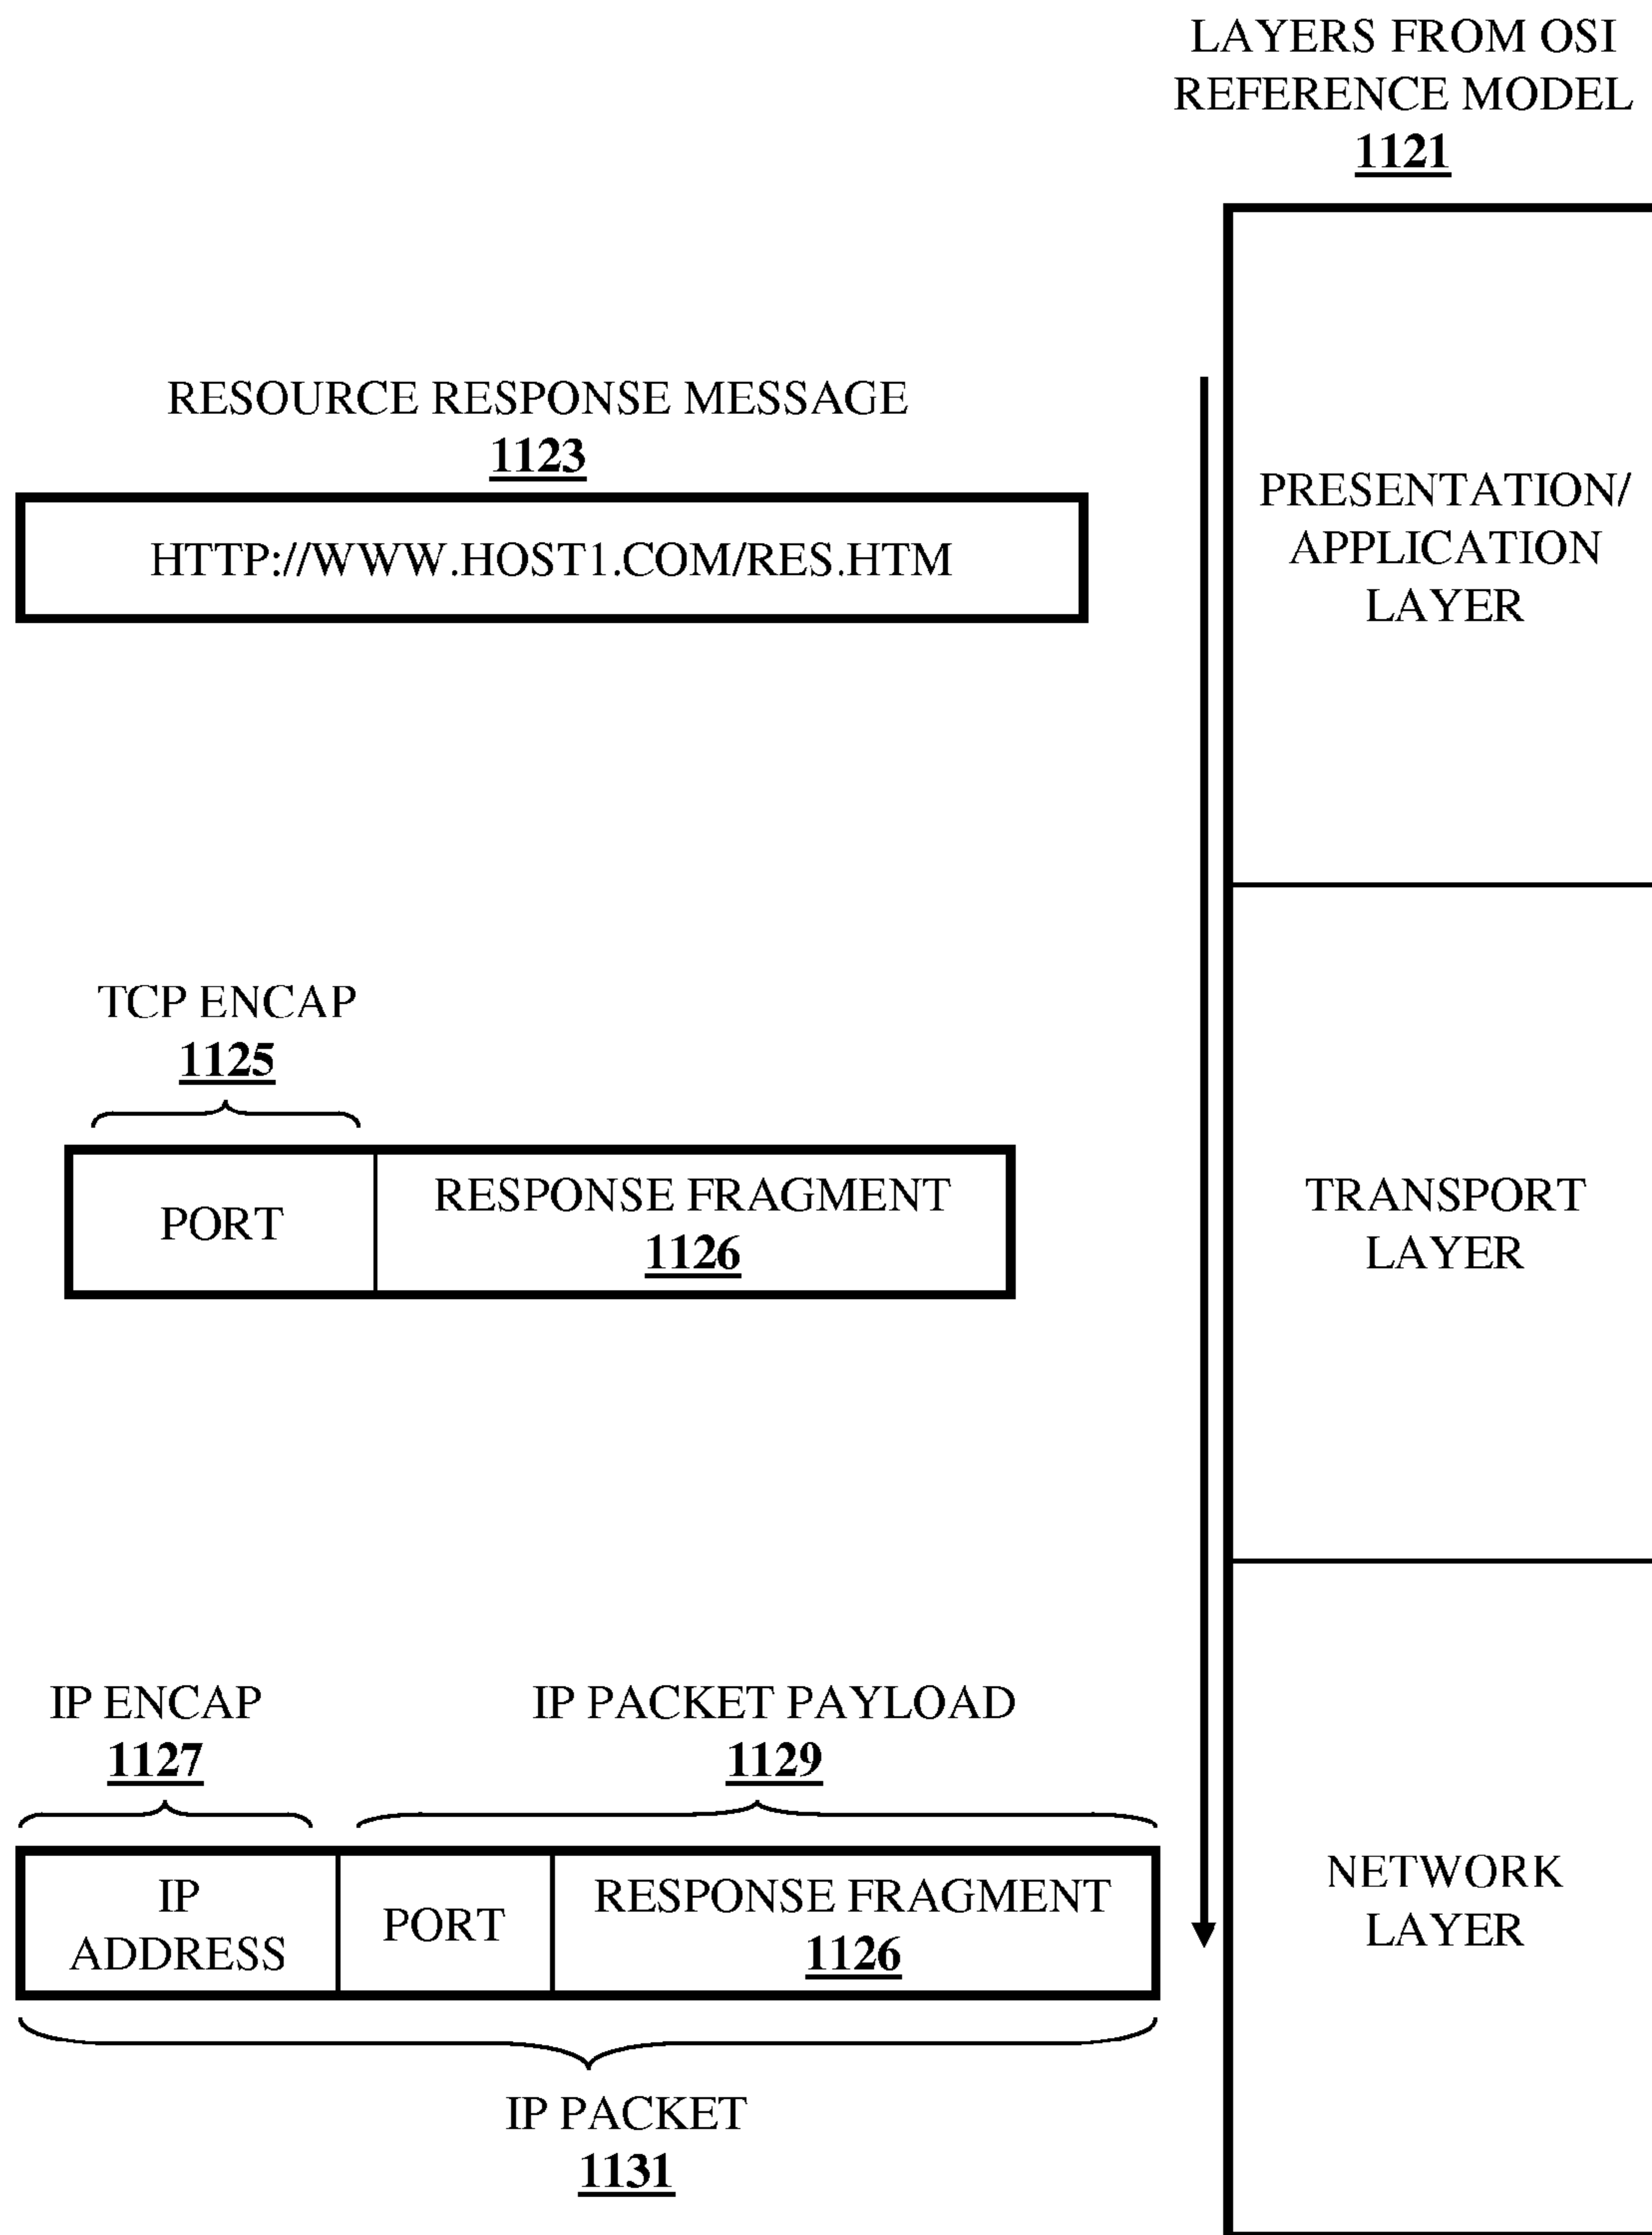 LAYERS FROM OSI
REFERENCE MODEL
1121
RESOURCE RESPONSE MESSAGE
1123
HTTP://WWW.HOST1.COM/RES.HTM
PRESENTATION/
APPLICATION
LAYER
TCP ENCAP
1125
PORT
RESPONSE FRAGMENT
1126
TRANSPORT
LAYER
IP ENCAP
1127
IP PACKET PAYLOAD
1129
IP
ADDRESS
PORT
RESPONSE FRAGMENT
1126
NETWORK
LAYER
IP PACKET
1131